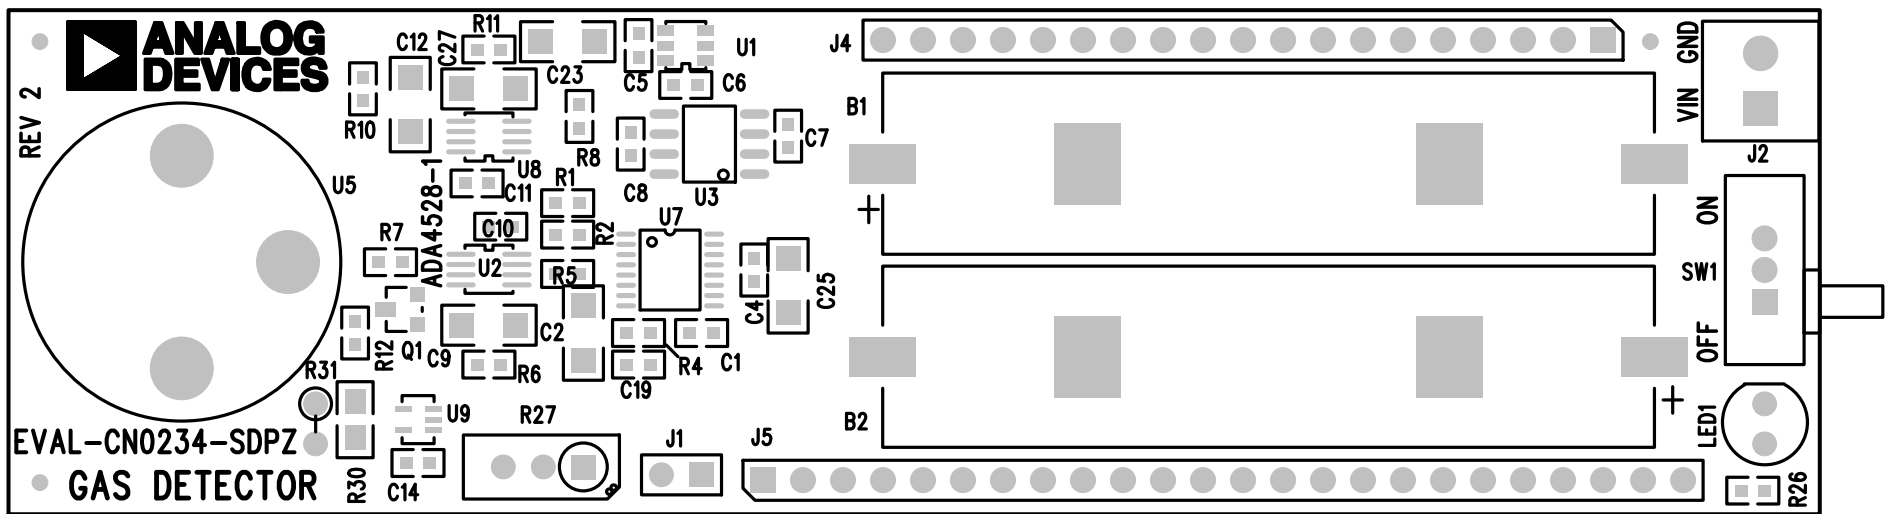 ANALOG
DEVICES
REV 2
R10
C12
C27
R11
C23
C5
U1
C6
R8
C8
C7
U3
U8
C11
ADA4528-1
U5
R1
C10
R2
U7
R7
U2
R5
C4
C25
R12
Q1
C9
C2
R6
R4
C19
C1
R31
EVAL-CN0234-SDPZ
GAS DETECTOR
R30
U9
C14
R27
J1
J5
J4
B1
+
B2
+
GND
VIN
J2
ON
SW1
OFF
LED1
R26